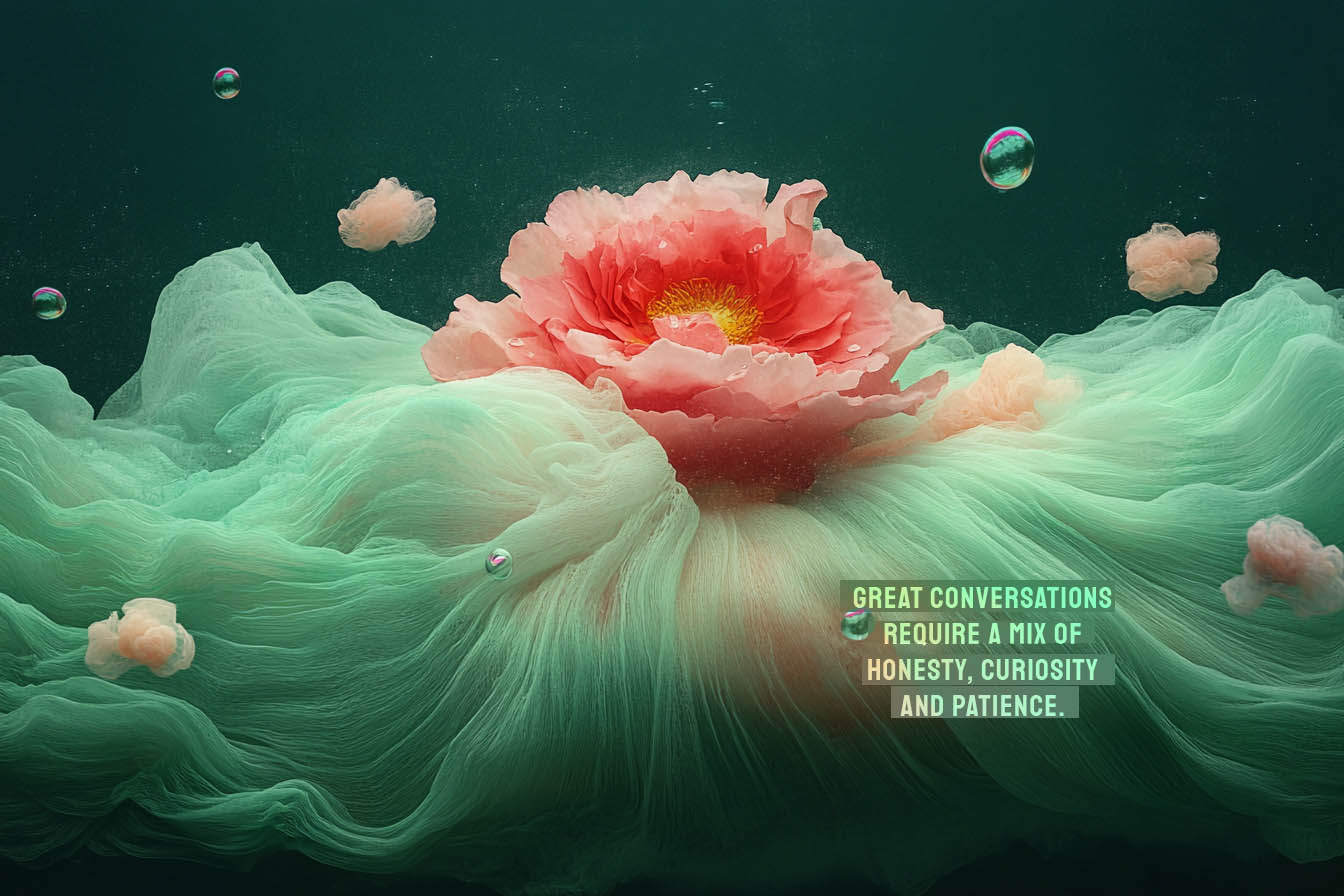 GREAT CONVERSATIONS
REQUIRE A MIX OF
HONESTY, CURIOSITY
AND PATIENCE.